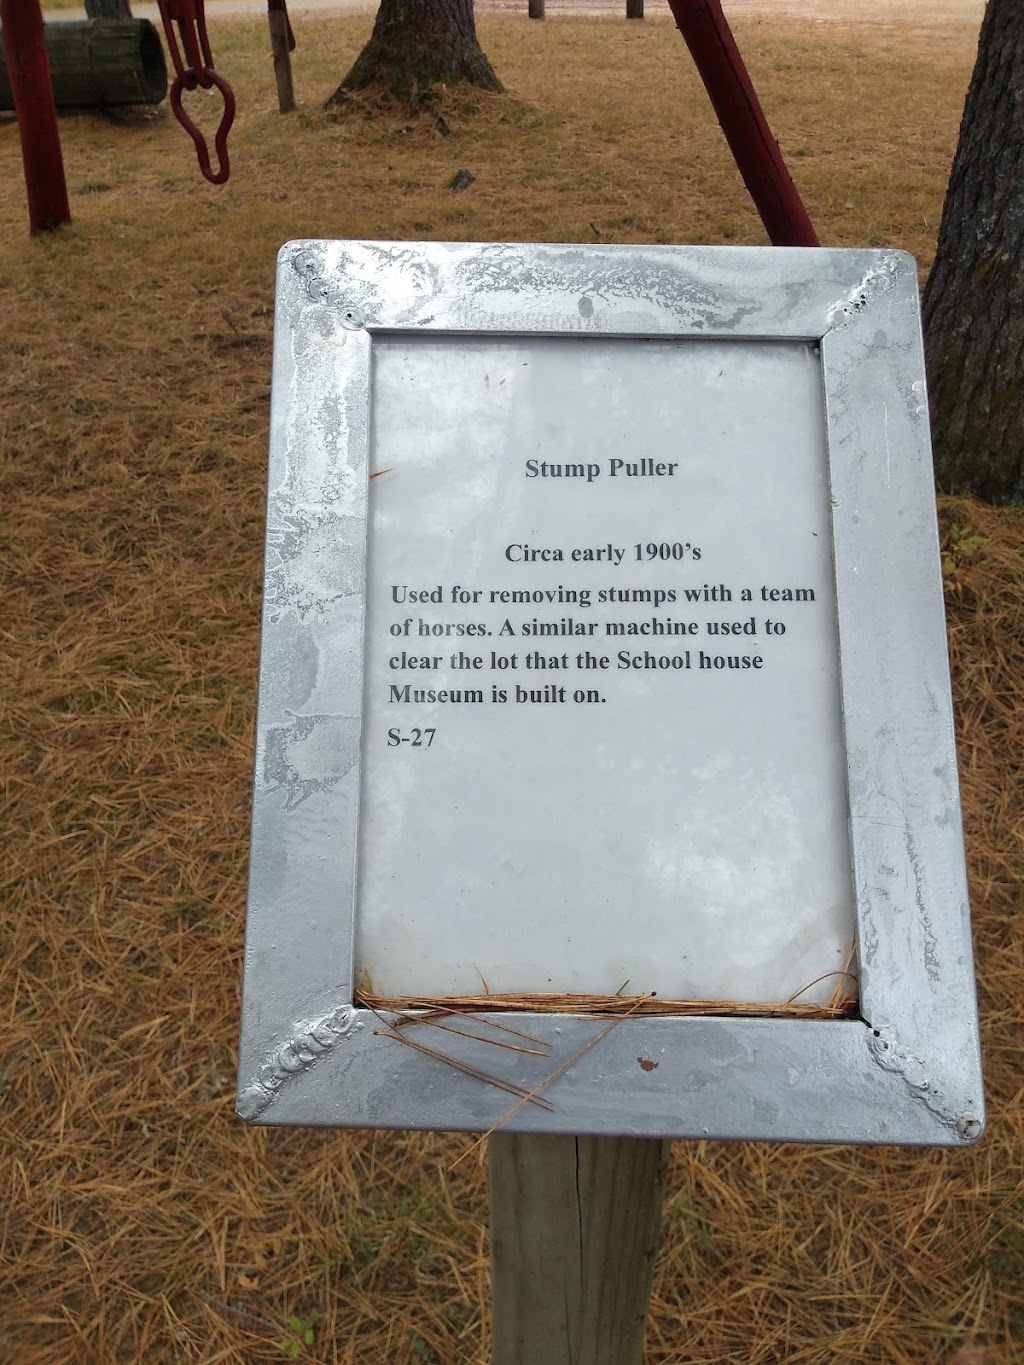 Stump Puller
Circa early 1900's
Used for removing stumps with a team
of horses. A similar machine used to
clear the lot that the School house
Museum is built on.
S-27